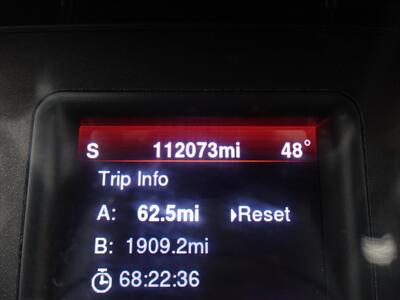 S 112073mi 48°
Trip Info
A: 62.5mi Reset
B: 1909.2mi
68:22:36